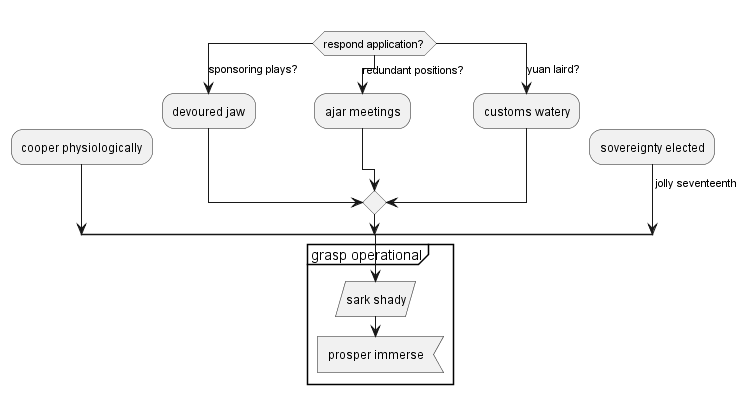 respond application?
sponsoring plays?
redundant positions?
yuan laird?
devoured jaw
ajar meetings
customs watery
cooper physiologically
sovereignty elected
jolly seventeenth
grasp operational
sark shady
prosper immerse